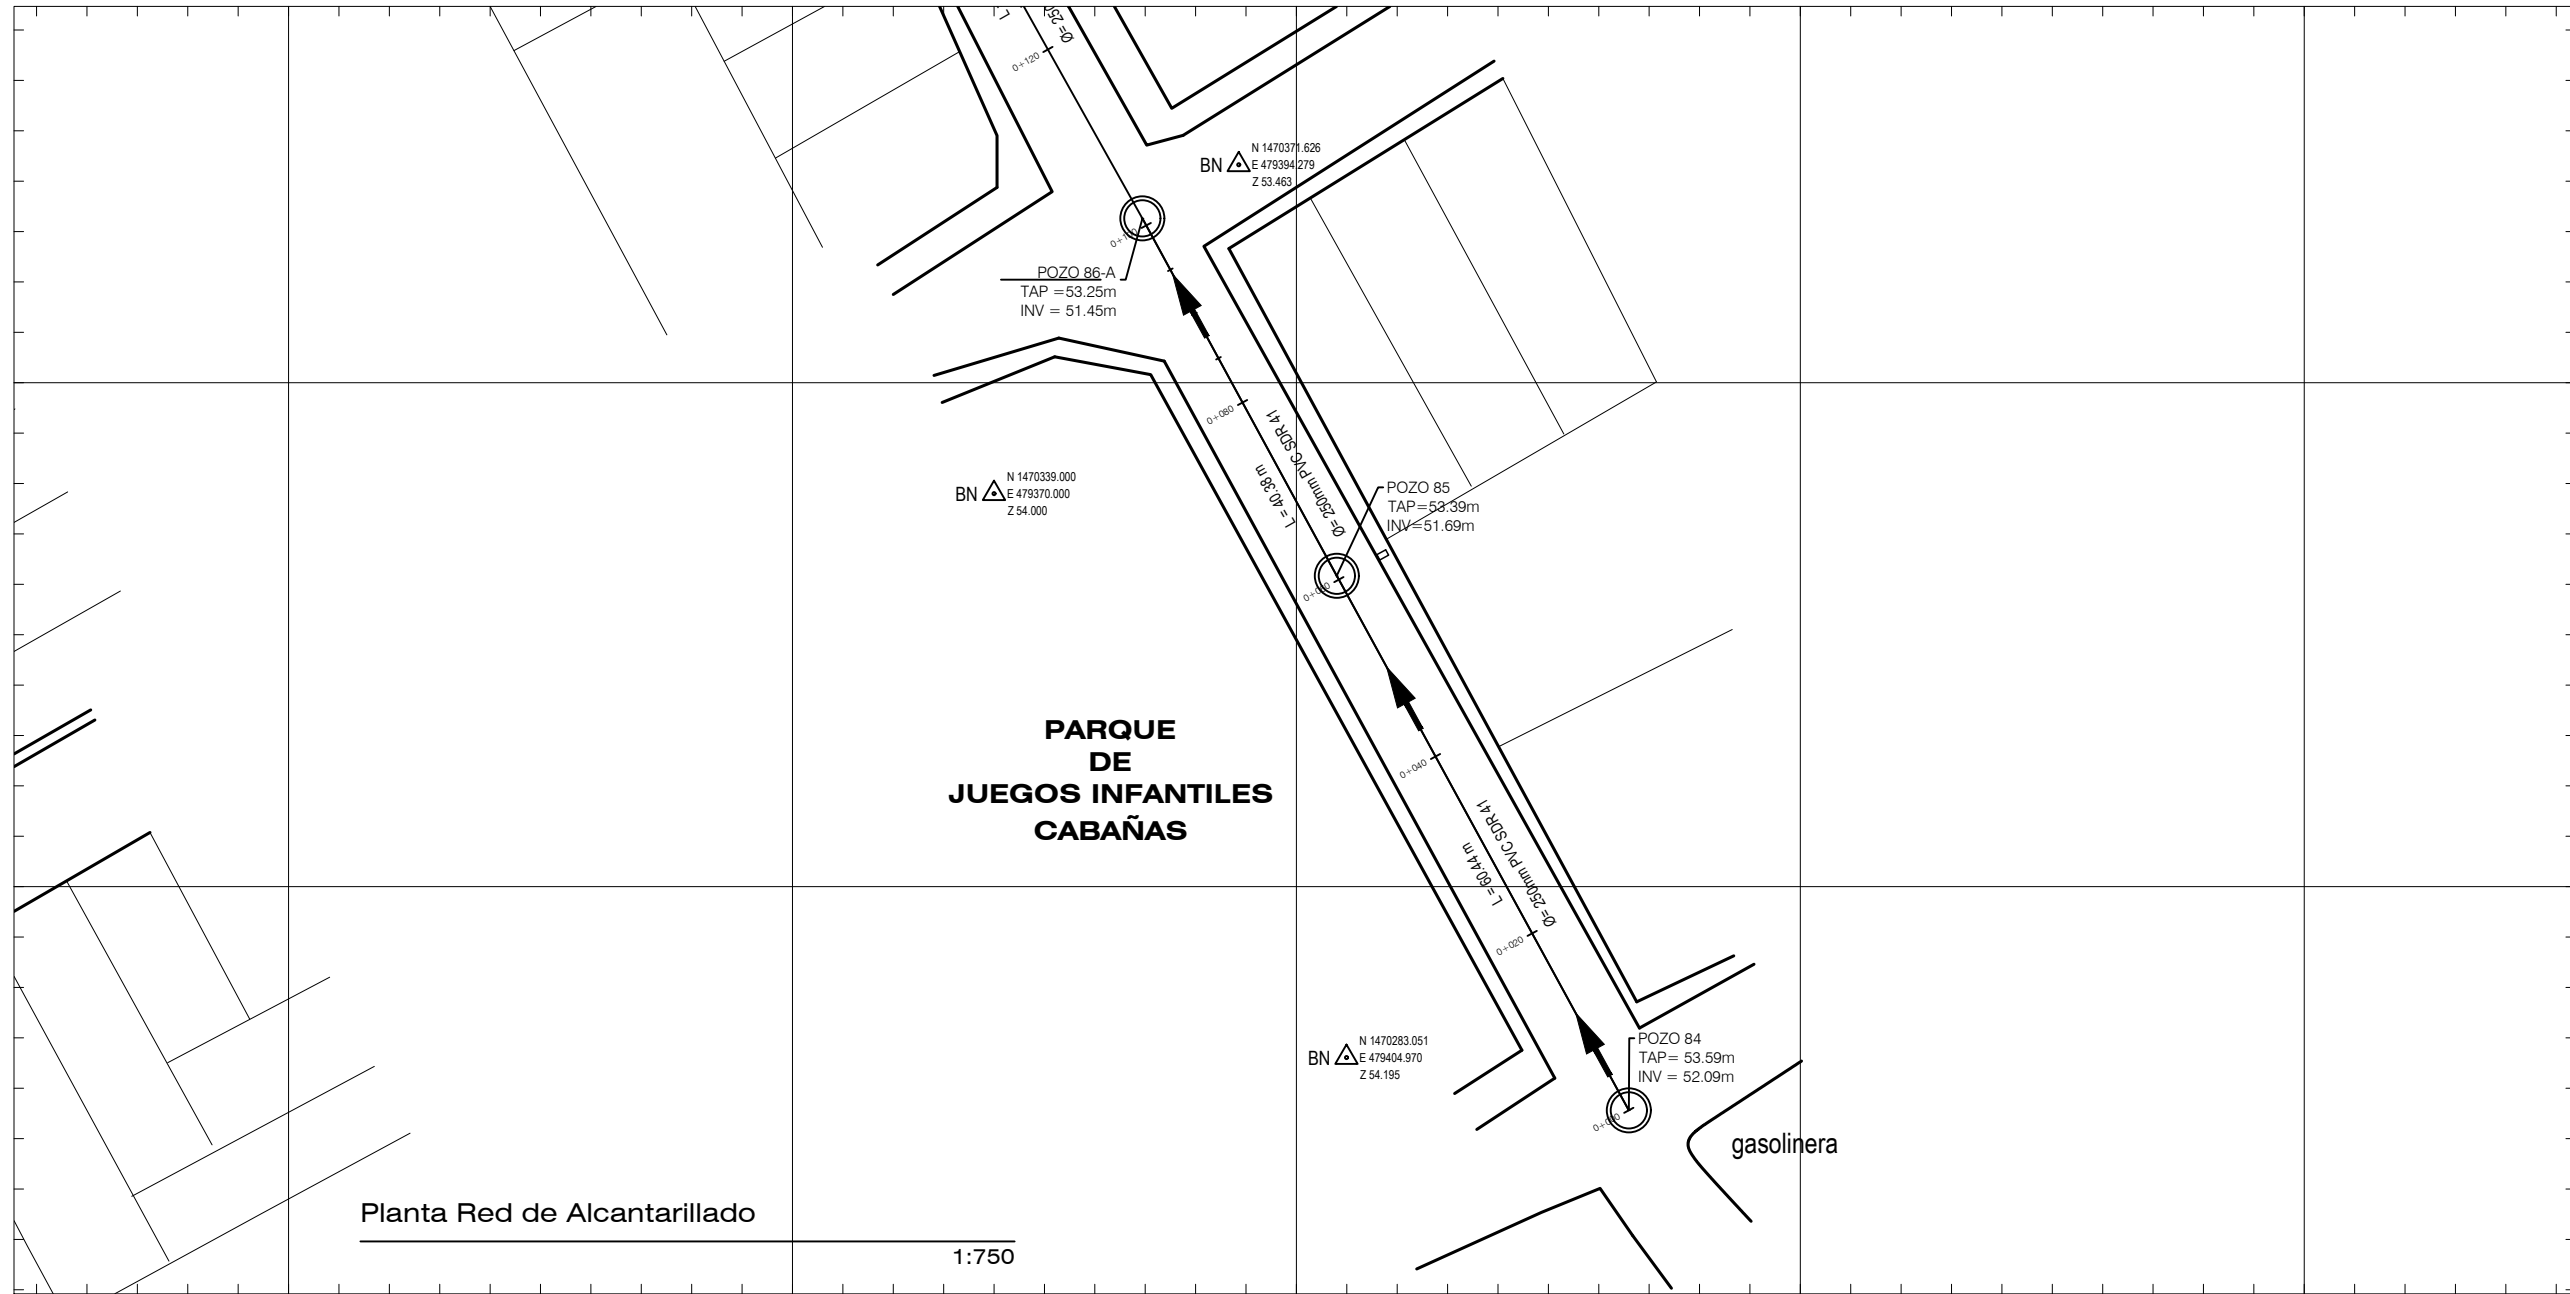 L
Ø= 250
0+120
BN
N 1470371.626
E 479394.279
Z 53.463
POZO 86-A
TAP =53.25m
INV = 51.45m
0+080
Ø= 250mm PVC SDR 41
L = 40.38 m
BN
N 1470339.000
E 479370.000
Z 54.000
POZO 85
TAP=53.39m
INV=51.69m
PARQUE
DE
JUEGOS INFANTILES
CABAÑAS
0+040
Ø= 250mm PVC SDR 41
L = 60.44 m
0+020
BN
N 1470283.051
E 479404.970
Z 54.195
POZO 84
TAP= 53.59m
INV = 52.09m
gasolinera
Planta Red de Alcantarillado
1:750